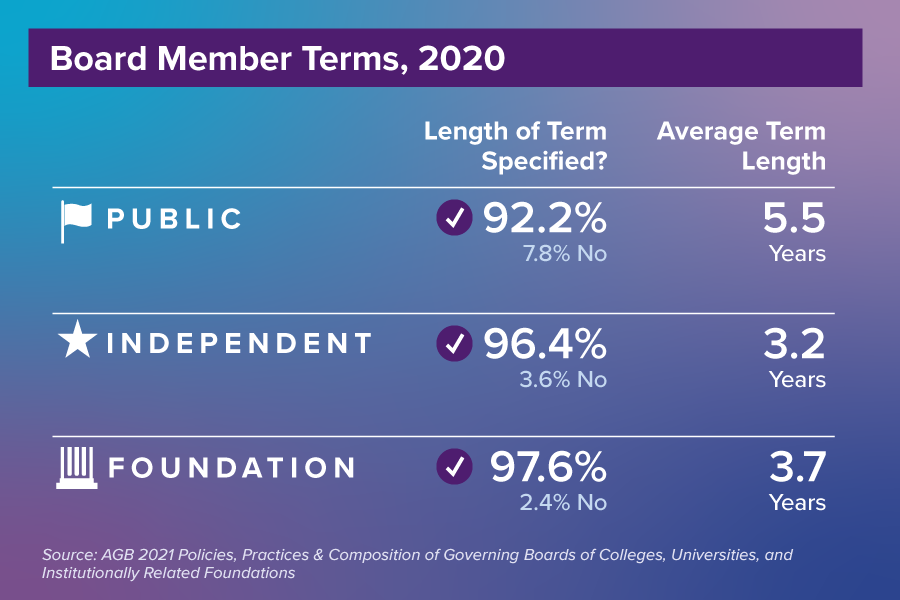 Board Member Terms, 2020
Length of Term Specified?
Average Term Length
PUBLIC
92.2%
7.8% No
5.5
Years
INDEPENDENT
96.4%
3.6% No
3.2
Years
FOUNDATION
97.6%
2.4% No
3.7
Years
Source: AGB 2021 Policies, Practices & Composition of Governing Boards of Colleges, Universities, and
Institutionally Related Foundations